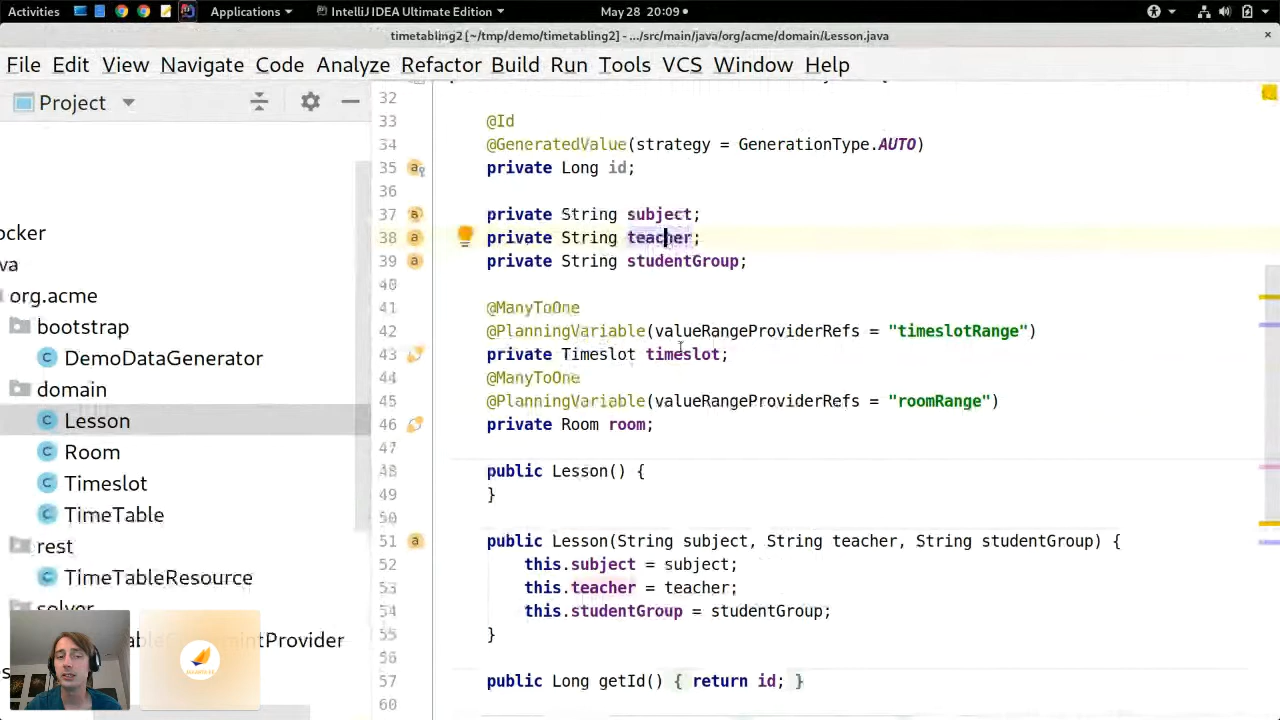 Activities Applications IntelliJ IDEA Ultimate Edition May 28 20:09
timetabling2 [~/tmp/demo/timetabling2] - .../src/main/java/org/acme/domain/Lesson.java
File Edit View Navigate Code Analyze Refactor Build Run Tools VCS Window Help
Project
32
33 @Id
34 @GeneratedValue(strategy = GenerationType.AUTO)
35 private Long id;
36
37 private String subject;
38 private String teacher;
39 private String studentGroup;
40
41 @ManyToOne
42 @PlanningVariable(valueRangeProviderRefs = "timeslotRange")
43 private Timeslot timeslot;
44 @ManyToOne
45 @PlanningVariable(valueRangeProviderRefs = "roomRange")
46 private Room room;
47
48 public Lesson() {
49 }
50
51 public Lesson(String subject, String teacher, String studentGroup) {
52 this.subject = subject;
53 this.teacher = teacher;
54 this.studentGroup = studentGroup;
55 }
56
57 public Long getId() { return id; }
60
ocker
va
org.acme
bootstrap
DemoDataGenerator
domain
Lesson
Room
Timeslot
TimeTable
rest
TimeTableResource
solver